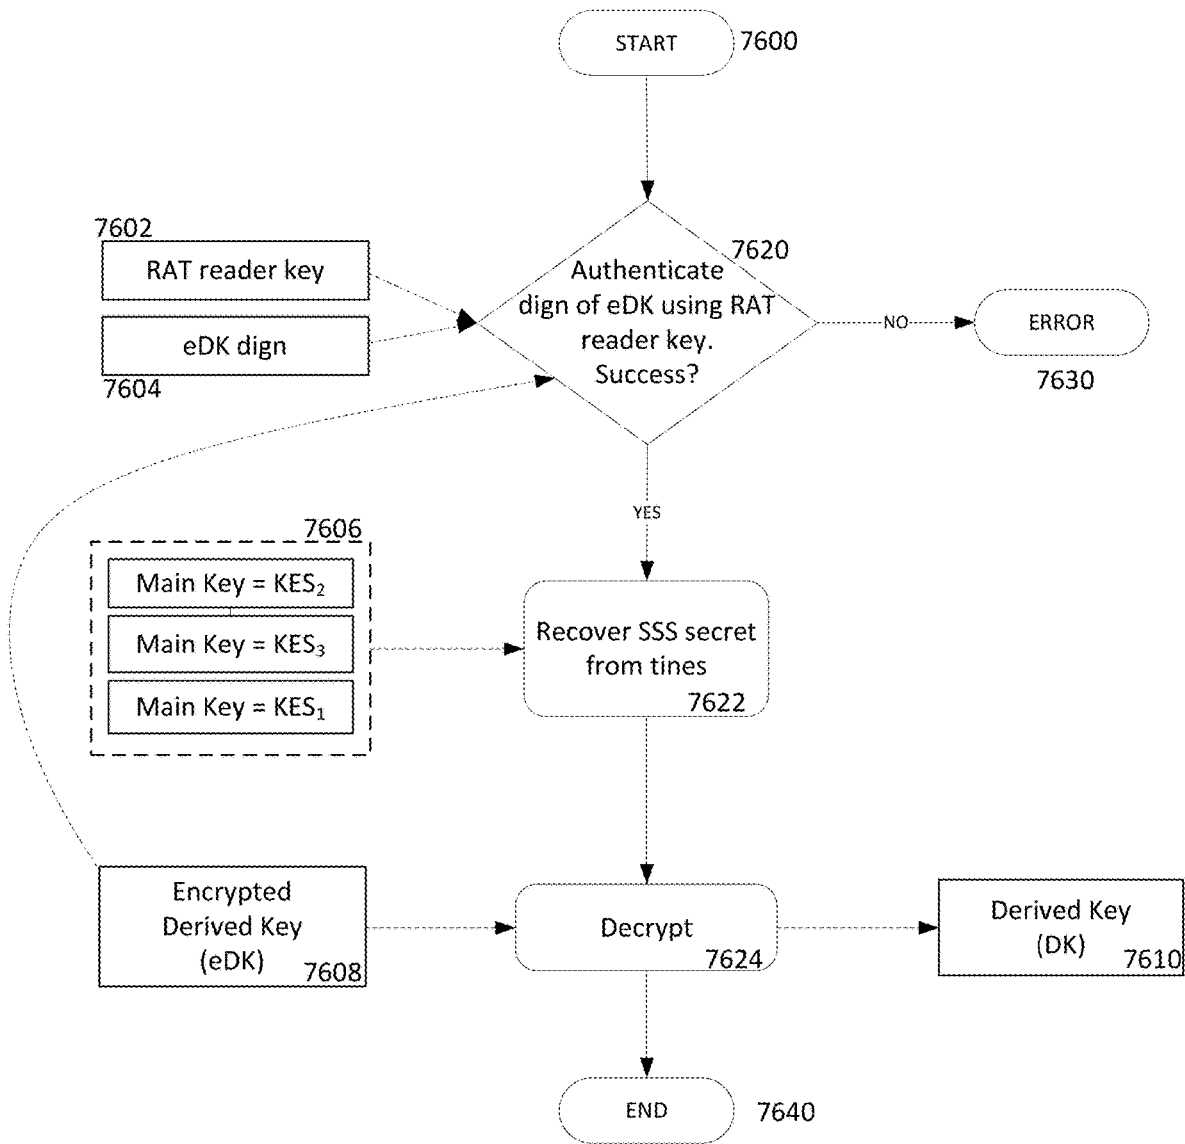 START
7600
7602
RAT reader key
eDK dign
7604
7620
Authenticate
dign of eDK using RAT
reader key.
Success?
NO
ERROR
7630
YES
7606
Main Key = KES₂
Main Key = KES₃
Main Key = KES₁
Recover SSS secret
from tines
7622
Encrypted
Derived Key
(eDK)
7608
Decrypt
7624
Derived Key
(DK)
7610
END
7640